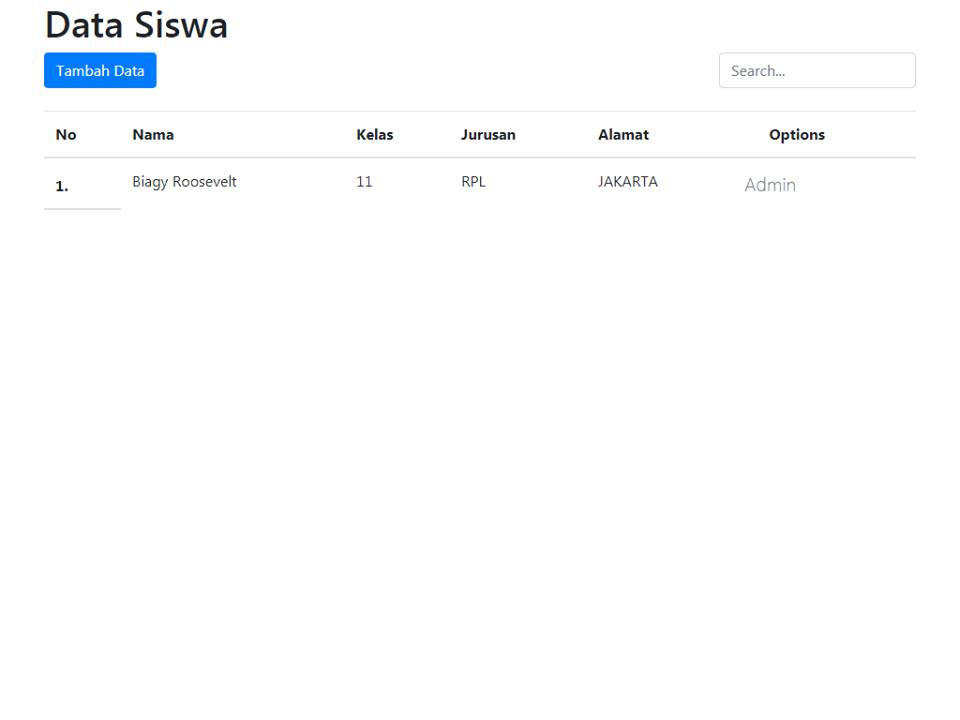 Data Siswa
Tambah Data Search...
No Nama Kelas Jurusan Alamat Options
1. Biagy Roosevelt 11 RPL JAKARTA Admin